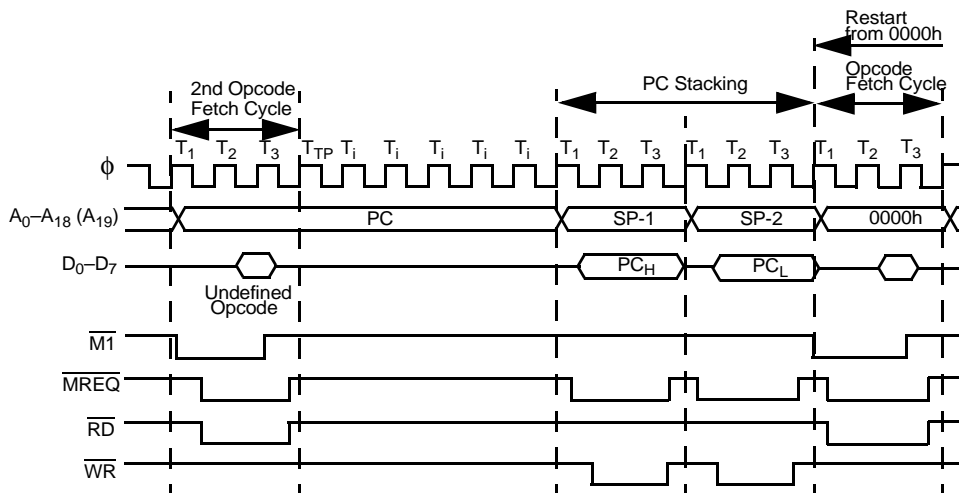 Restart
from 0000h
2nd Opcode
Fetch Cycle
PC Stacking
Opcode
Fetch Cycle
T1 T2 T3 TTP Ti Ti Ti Ti Ti T1 T2 T3 T1 T2 T3 T1 T2 T3
ϕ
A0–A18 (A19) PC SP-1 SP-2 0000h
D0–D7 PCH PCL
Undefined
Opcode
M1
MREQ
RD
WR